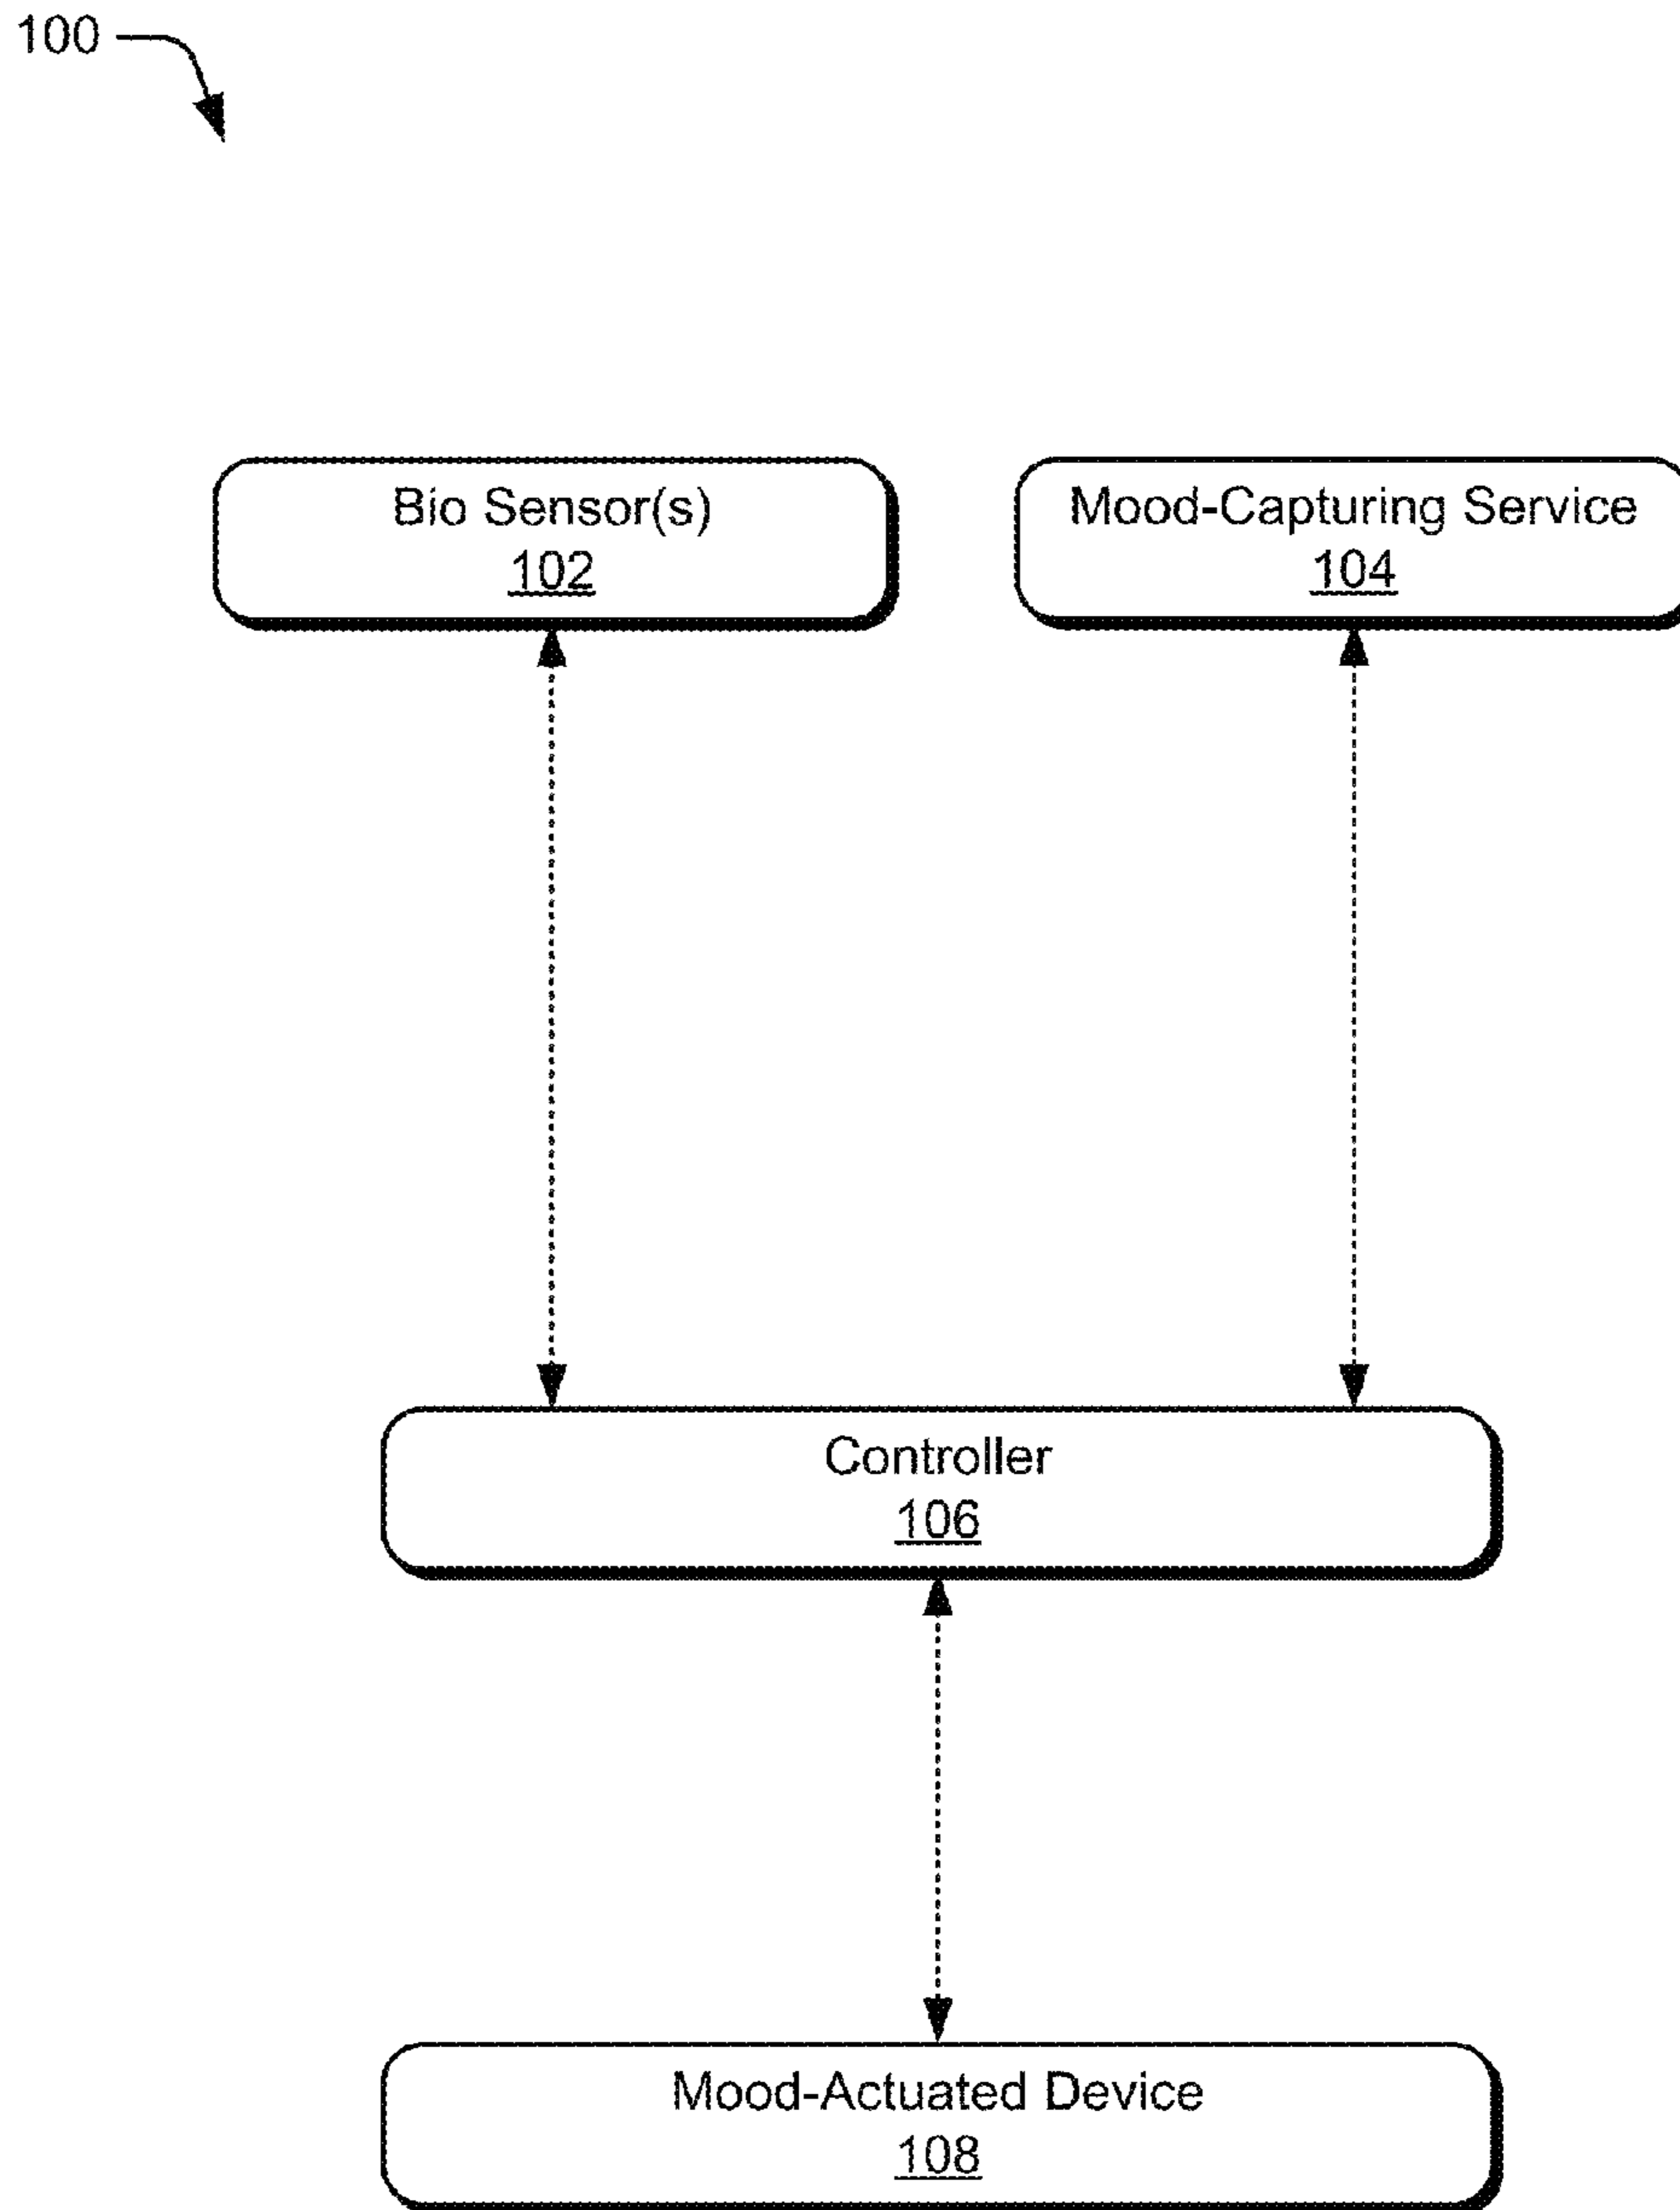 100
Bio Sensor(s)
102
Mood-Capturing Service
104
Controller
106
Mood-Actuated Device
108